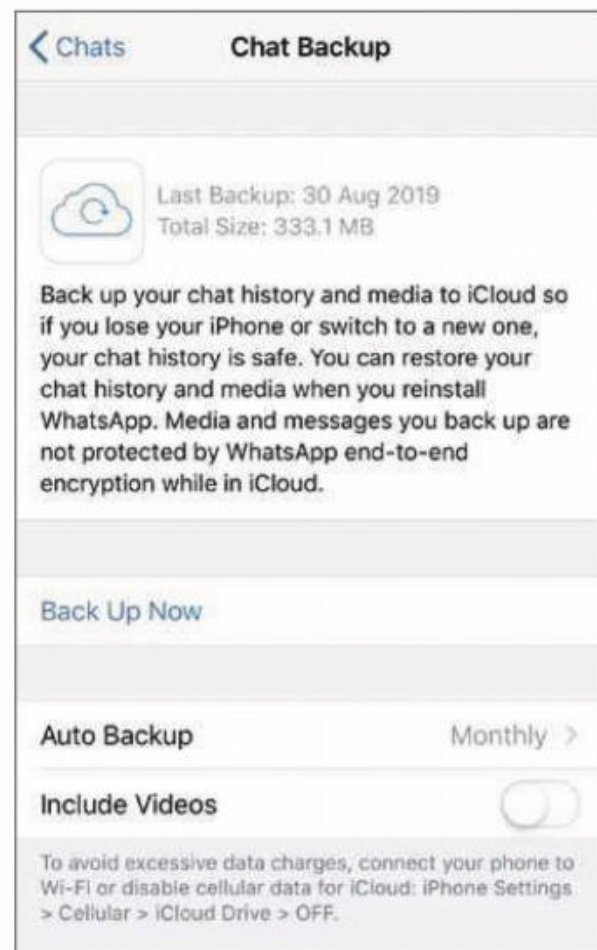 Chats Chat Backup
Last Backup: 30 Aug 2019
Total Size: 333.1 MB
Back up your chat history and media to iCloud so
if you lose your iPhone or switch to a new one,
your chat history is safe. You can restore your
chat history and media when you reinstall
WhatsApp. Media and messages you back up are
not protected by WhatsApp end-to-end
encryption while in iCloud.
Back Up Now
Auto Backup Monthly
Include Videos
To avoid excessive data charges, connect your phone to
Wi-Fi or disable cellular data for iCloud: iPhone Settings
> Cellular > iCloud Drive > OFF.